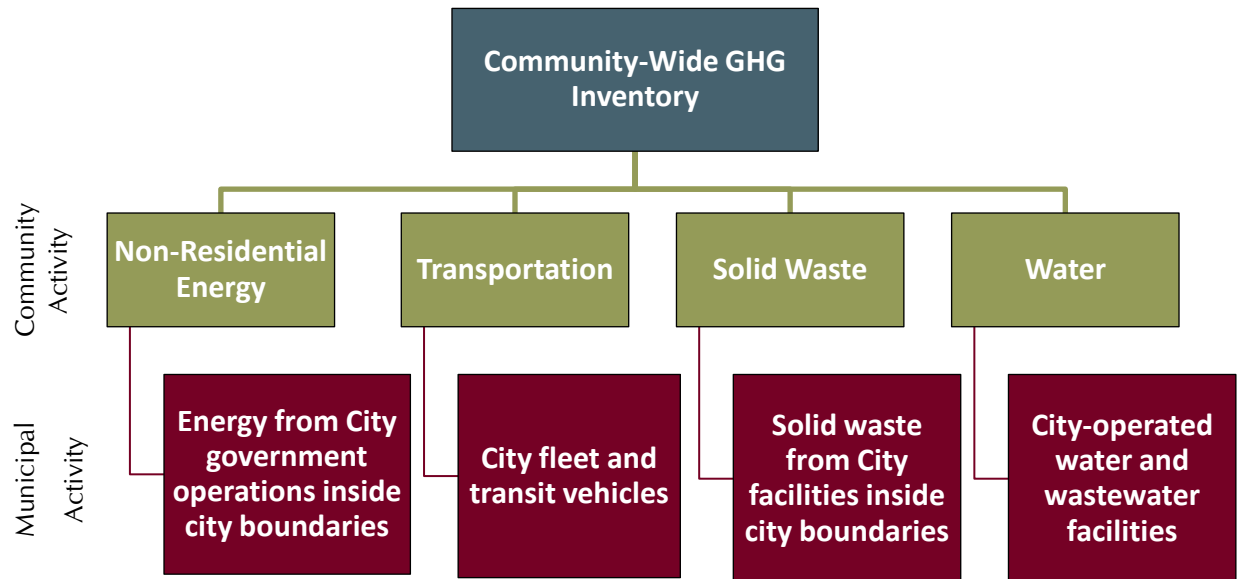 Community-Wide GHG
Inventory
Community
Activity
Non-Residential
Energy
Transportation
Solid Waste
Water
Municipal
Activity
Energy from City
government
operations inside
city boundaries
City fleet and
transit vehicles
Solid waste
from City
facilities inside
city boundaries
City-operated
water and
wastewater
facilities